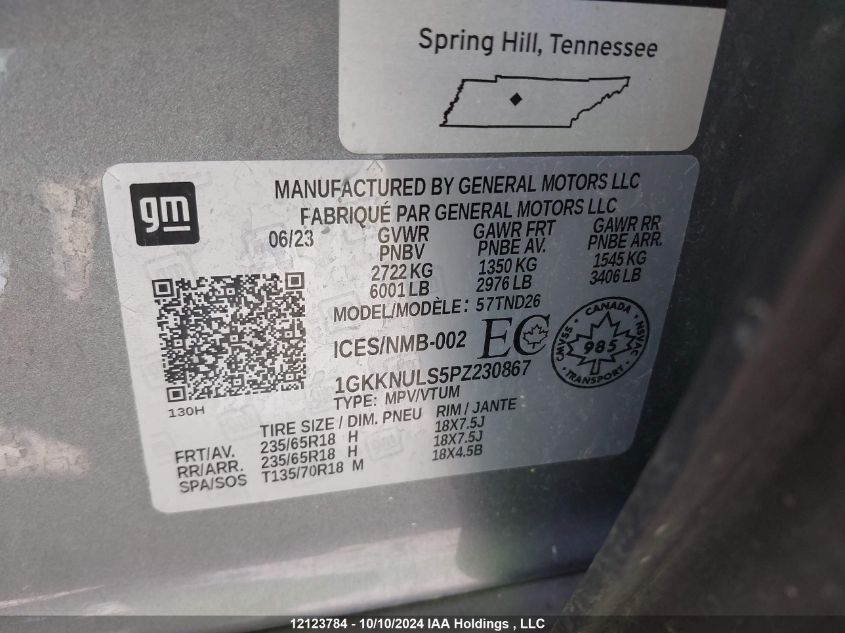 Spring Hill, Tennessee
gm
MANUFACTURED BY GENERAL MOTORS LLC
FABRIQUÉ PAR GENERAL MOTORS LLC
06/23 GVWR GAWR FRT GAWR RR
PNBV PNBE AV. PNBE ARR.
2722 KG 1350 KG 1545 KG
6001 LB 2976 LB 3406 LB
MODEL/MODÈLE: 57TND26
ICES/NMB-002 EC
CANADA
CMVSS 985 NSVAC
TRANSPORT
1GKKNULS5PZ230867
TYPE: MPV/VTUM
130H
TIRE SIZE / DIM. PNEU RIM / JANTE
FRT/AV. 235/65R18 H 18X7.5J
RR/ARR. 235/65R18 H 18X7.5J
SPA/SOS T135/70R18 M 18X4.5B
12123784 - 10/10/2024 IAA Holdings , LLC